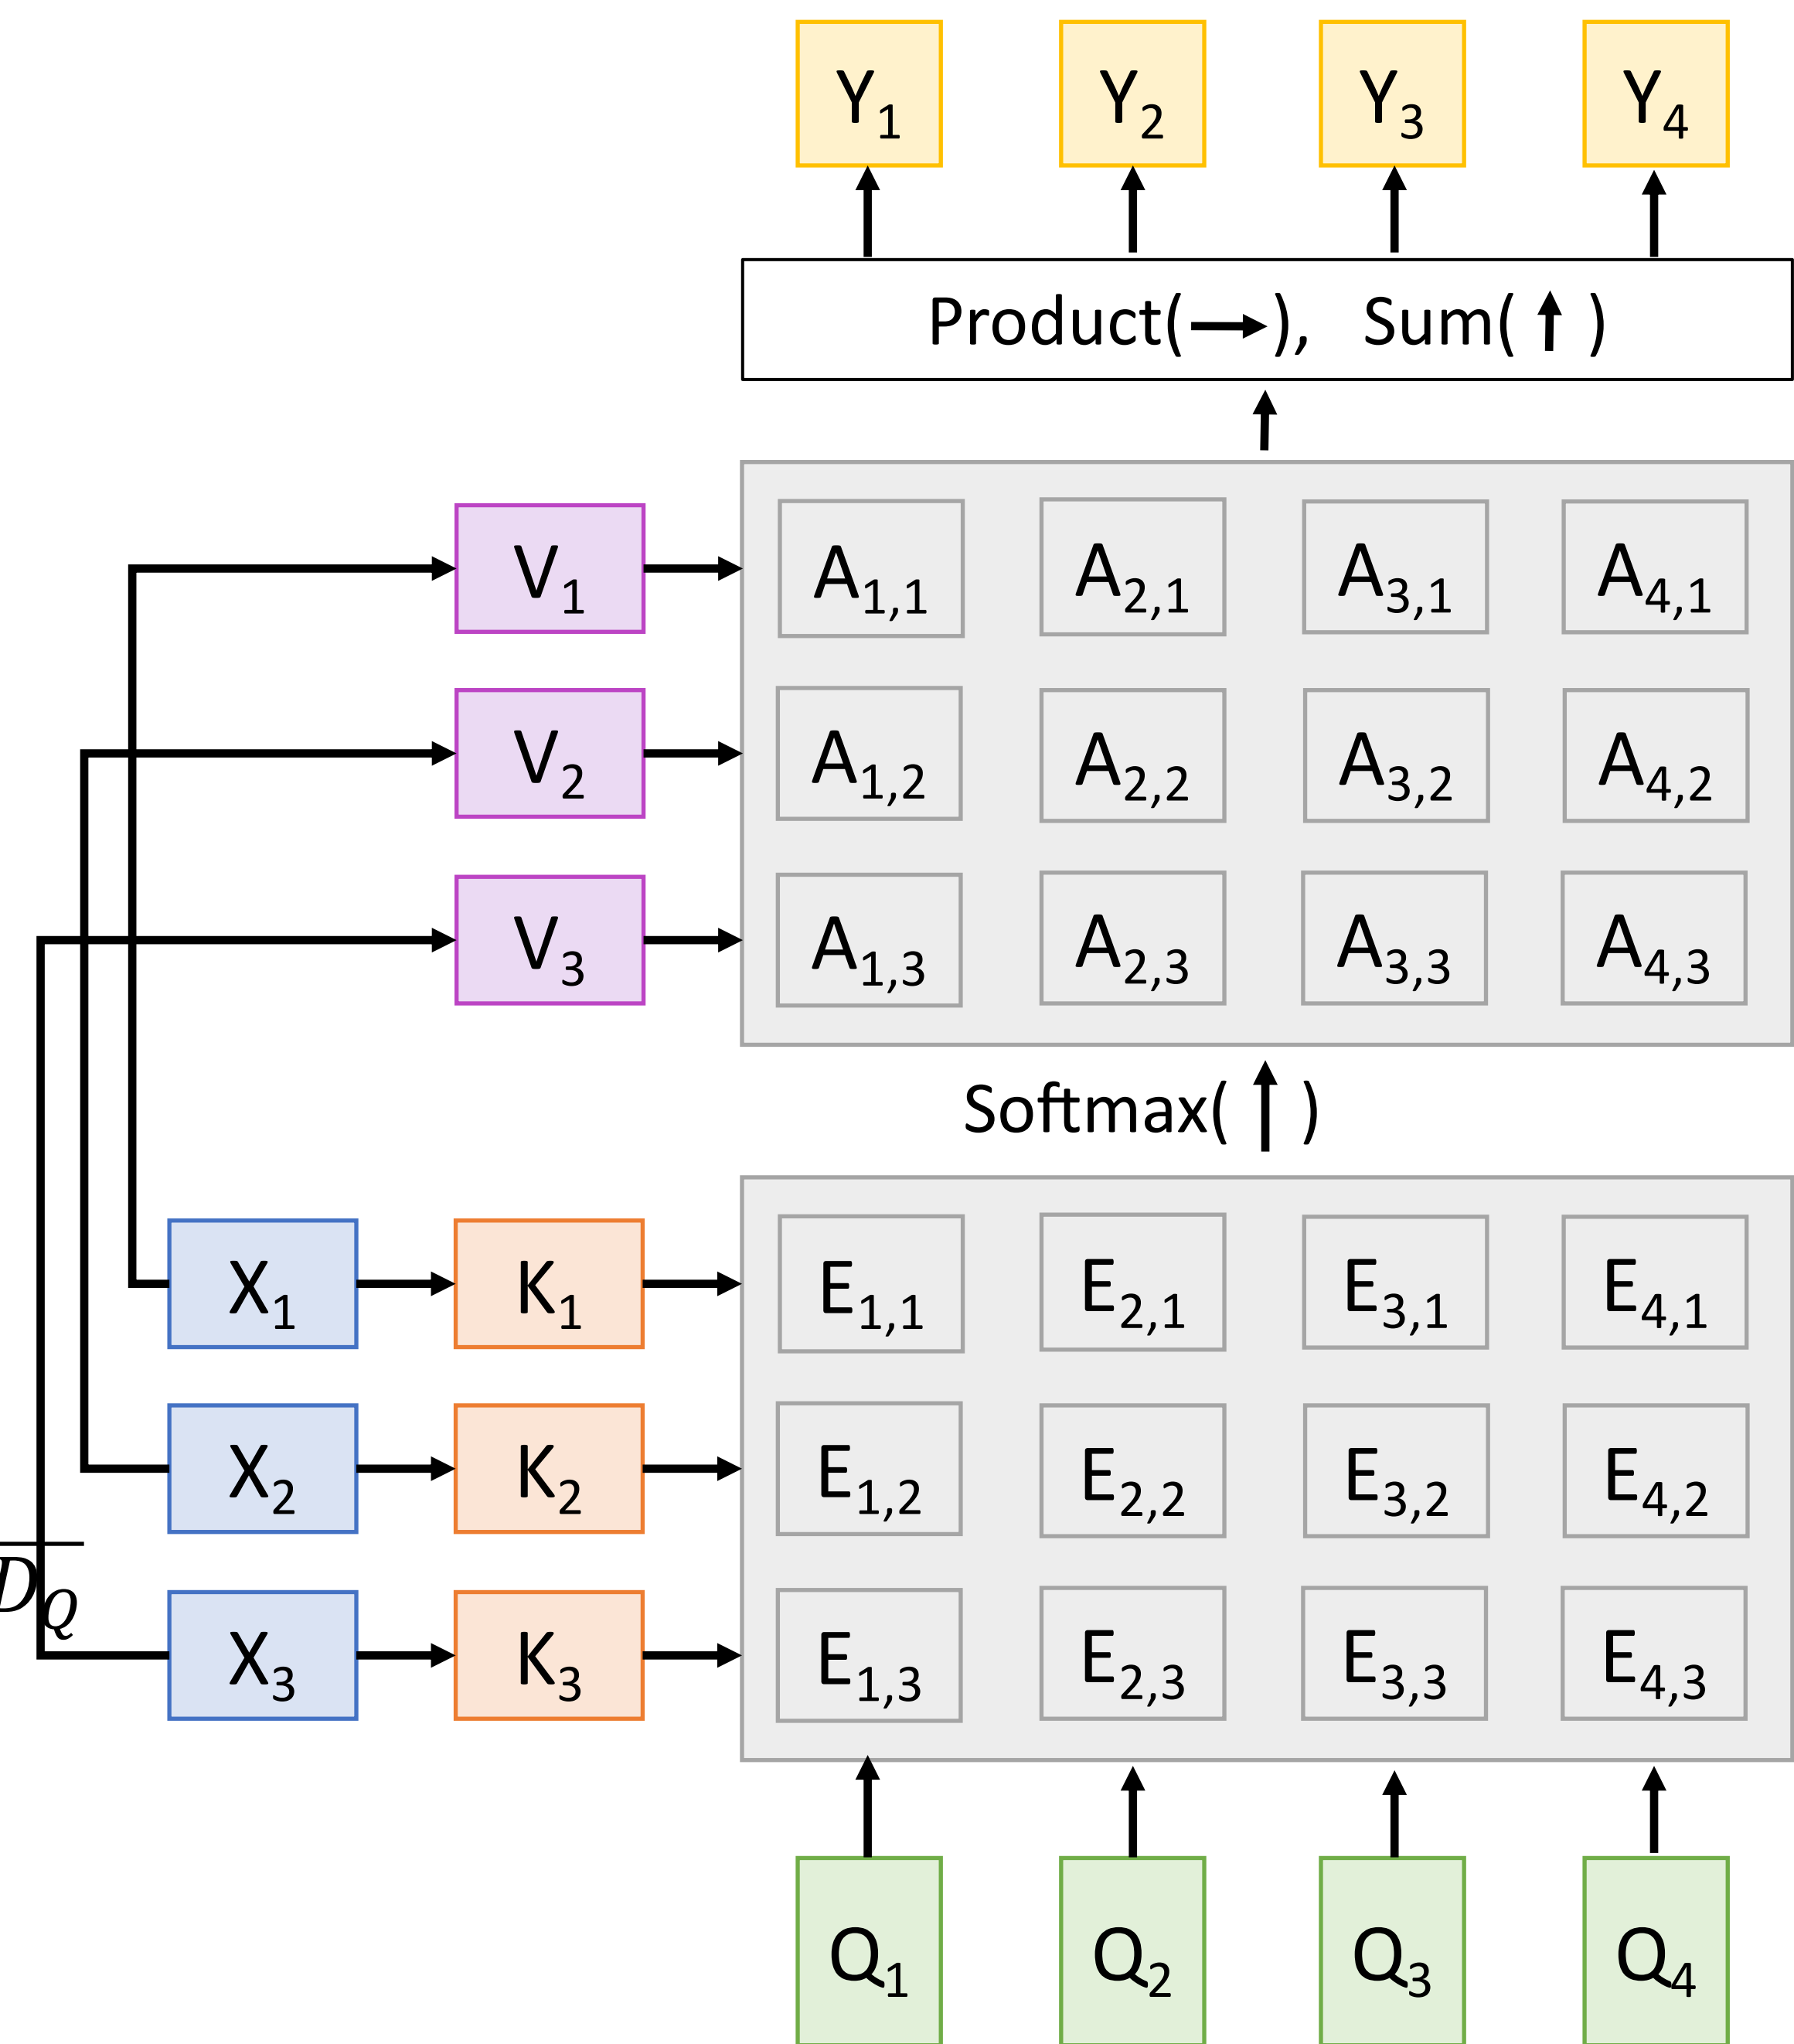 Y1 Y2 Y3 Y4
Product(→), Sum(↑)
V1 A1,1 A2,1 A3,1 A4,1
V2 A1,2 A2,2 A3,2 A4,2
V3 A1,3 A2,3 A3,3 A4,3
Softmax(↑)
X1 K1 E1,1 E2,1 E3,1 E4,1
X2 K2 E1,2 E2,2 E3,2 E4,2
DQ
X3 K3 E1,3 E2,3 E3,3 E4,3
Q1 Q2 Q3 Q4